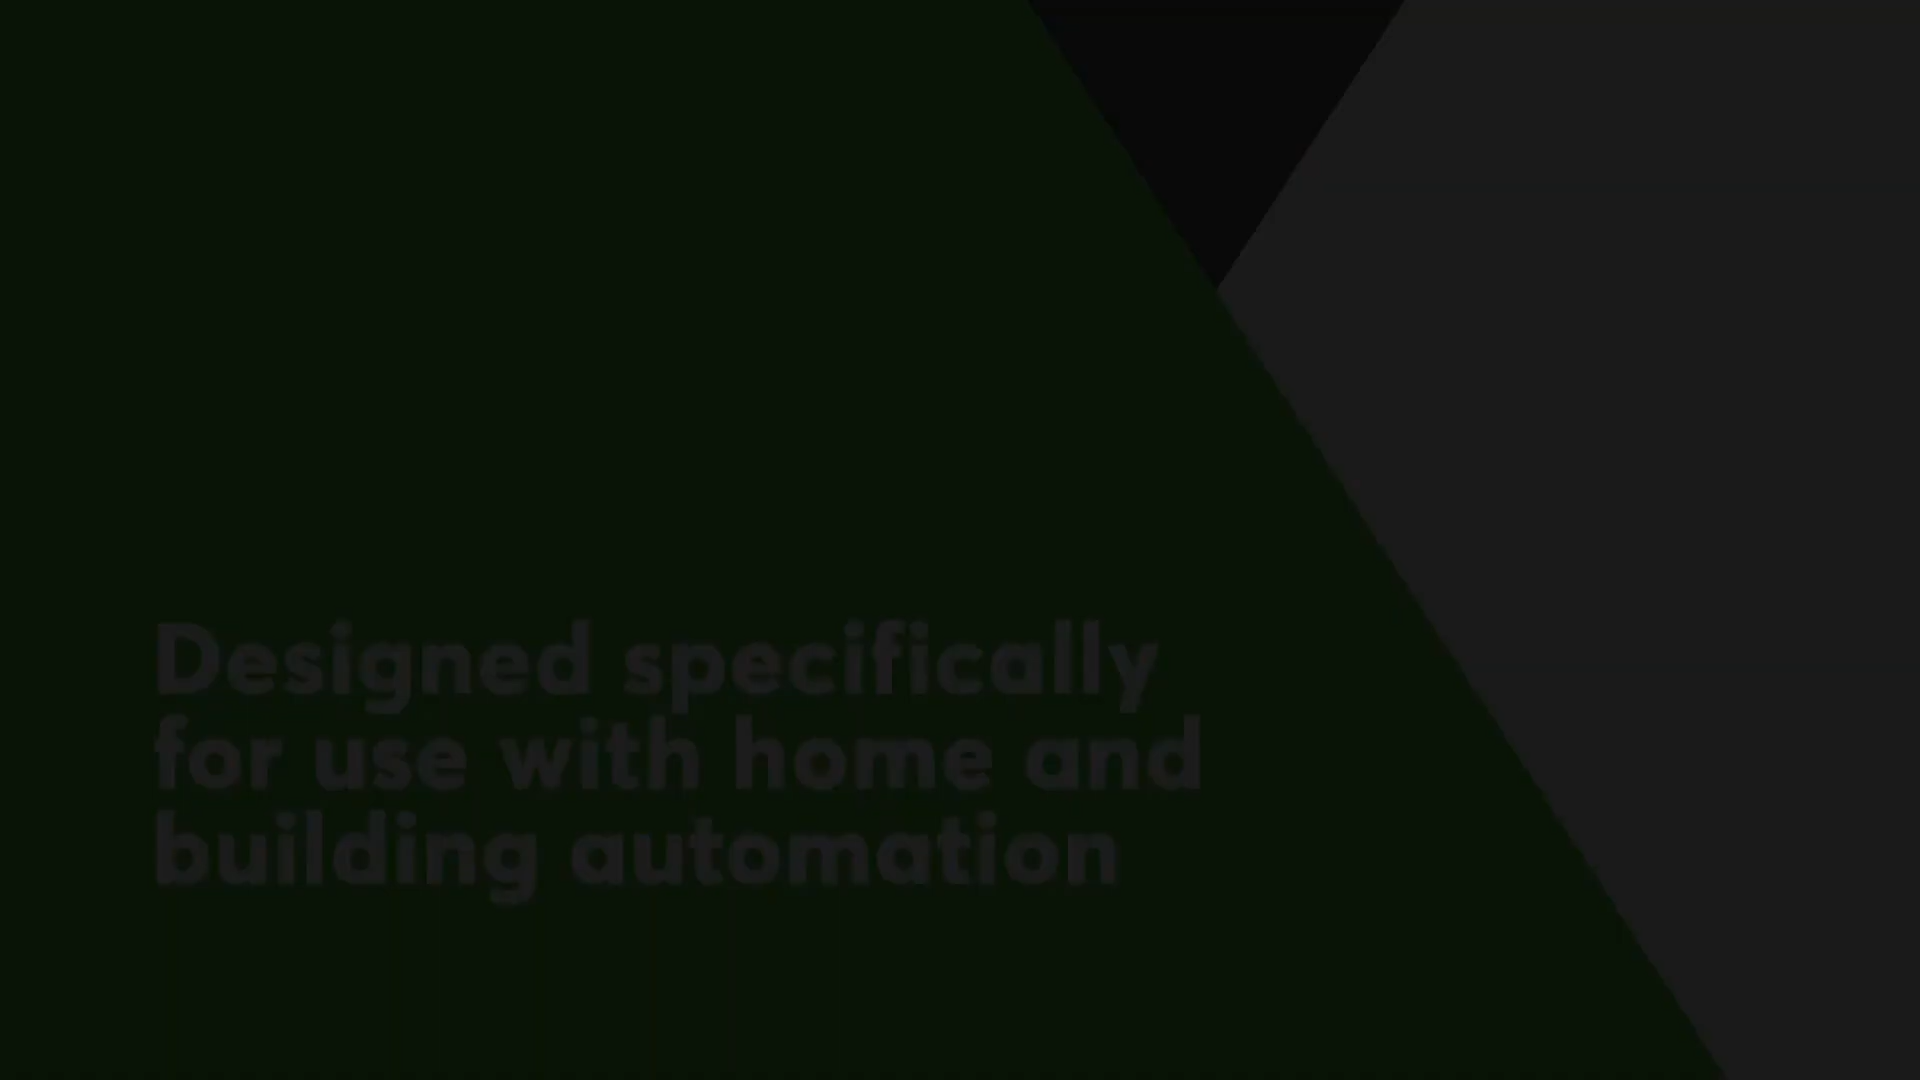 Designed specifically
for use with home and
building automation